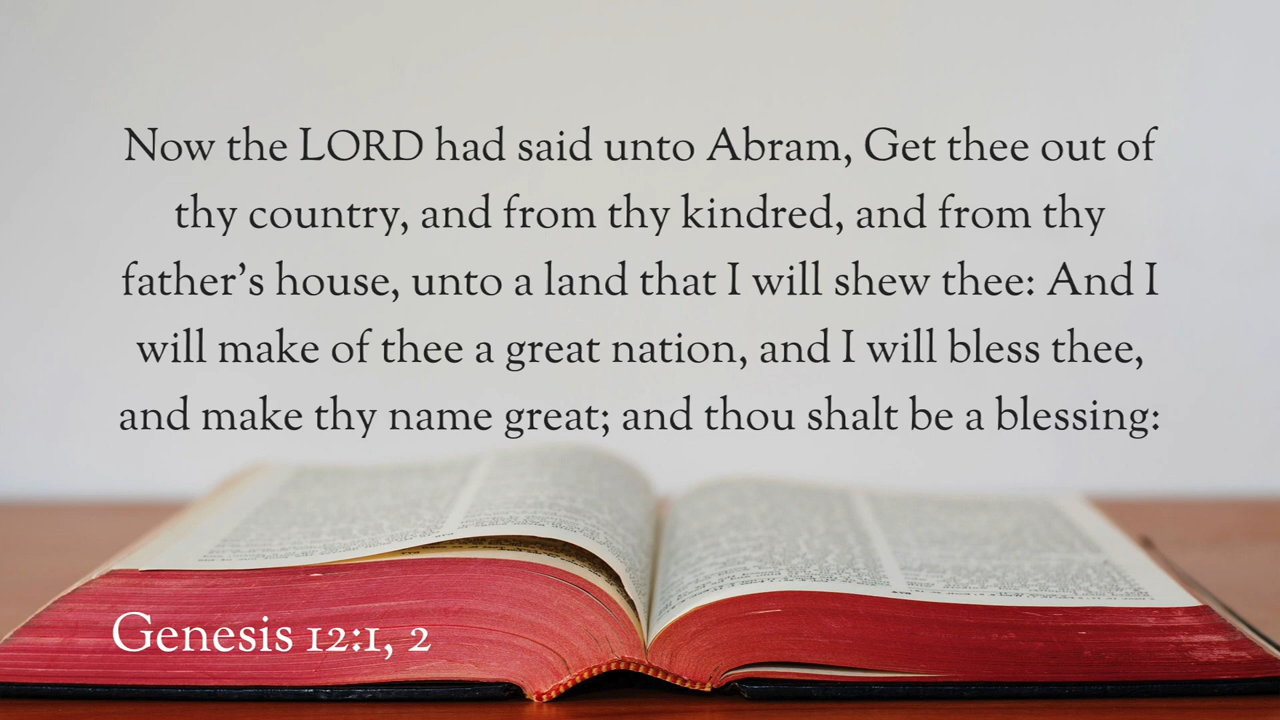 Now the LORD had said unto Abram, Get thee out of
thy country, and from thy kindred, and from thy
father’s house, unto a land that I will shew thee: And I
will make of thee a great nation, and I will bless thee,
and make thy name great; and thou shalt be a blessing:
Genesis 12:1, 2